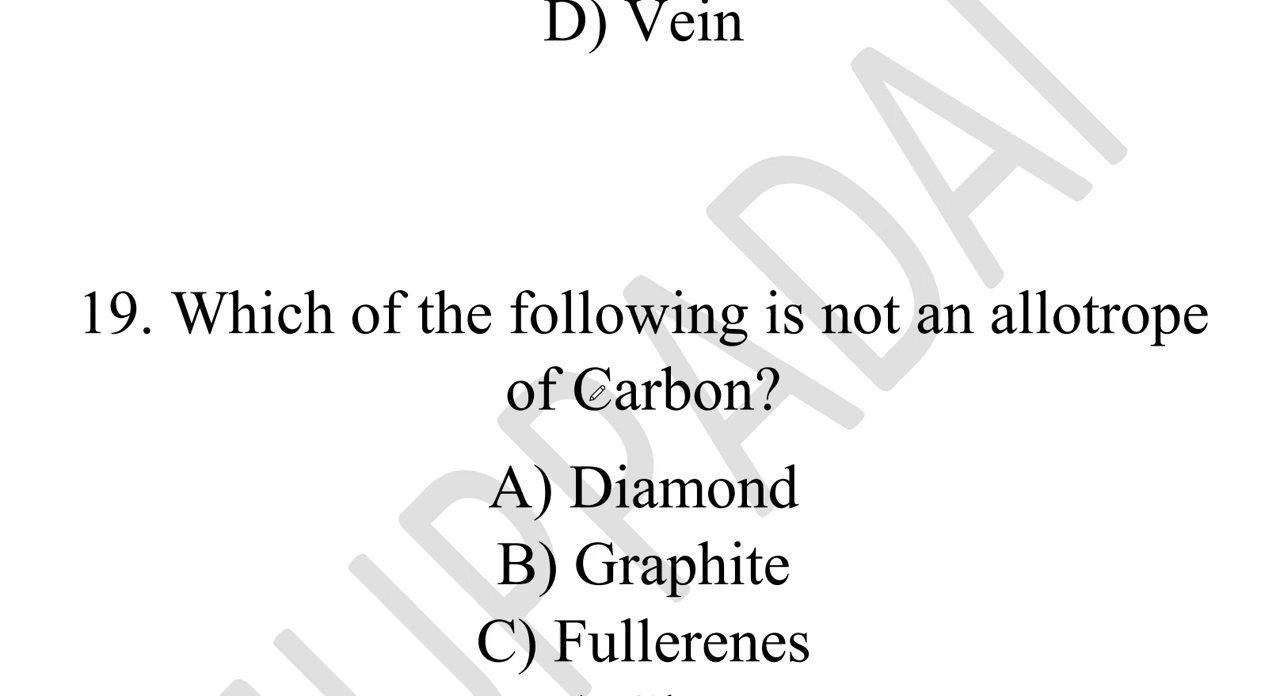 D) Vein
19. Which of the following is not an allotrope
of Carbon?
A) Diamond
B) Graphite
C) Fullerenes